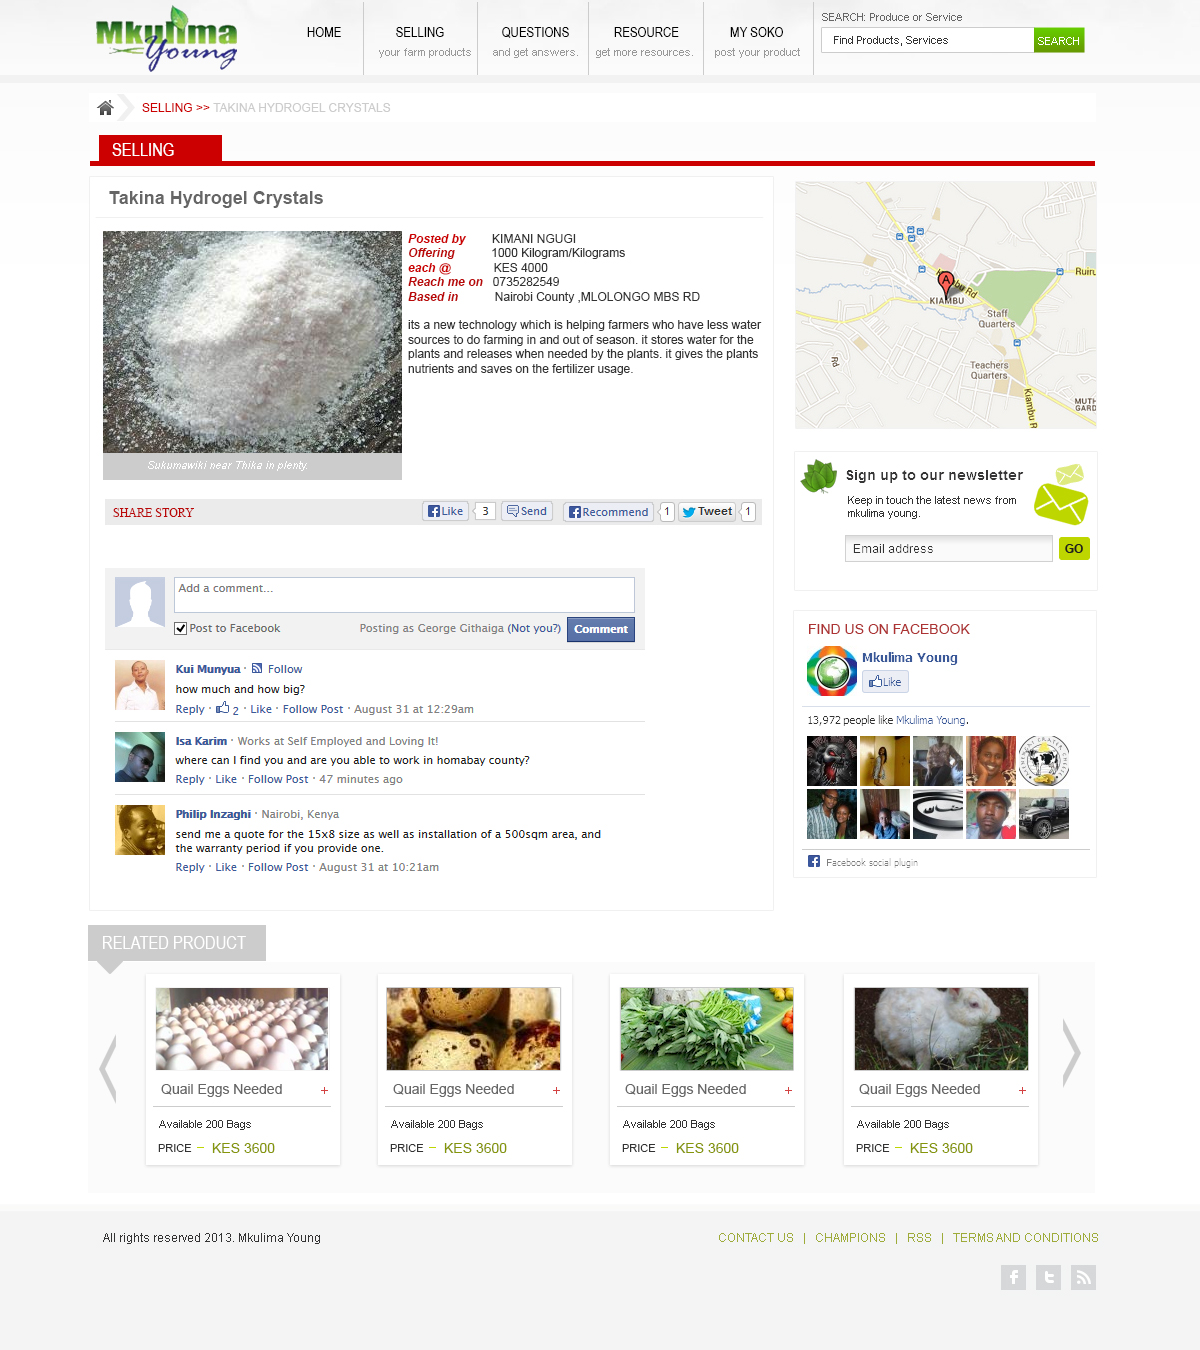 Mkulima
Young
HOME
SELLING
your farm products
QUESTIONS
and get answers.
RESOURCE
get more resources.
MY SOKO
post your product
SEARCH: Produce or Service
Find Products, Services
SEARCH
SELLING >> TAKINA HYDROGEL CRYSTALS
SELLING
Takina Hydrogel Crystals
Posted by KIMANI NGUGI
Offering 1000 Kilogram/Kilograms
each @ KES 4000
Reach me on 0735282549
Based in Nairobi County ,MLOLONGO MBS RD
its a new technology which is helping farmers who have less water
sources to do farming in and out of season. it stores water for the
plants and releases when needed by the plants. it gives the plants
nutrients and saves on the fertilizer usage.
Sukumawiki near Thika in plenty.
SHARE STORY
Like 3 Send Recommend 1 Tweet 1
Add a comment...
Post to Facebook
Posting as George Githaiga (Not you?) Comment
Kui Munyua · Follow
how much and how big?
Reply · 2 · Like · Follow Post · August 31 at 12:29am
Isa Karim · Works at Self Employed and Loving It!
where can I find you and are you able to work in homabay county?
Reply · Like · Follow Post · 47 minutes ago
Philip Inzaghi · Nairobi, Kenya
send me a quote for the 15x8 size as well as installation of a 500sqm area, and
the warranty period if you provide one.
Reply · Like · Follow Post · August 31 at 10:21am
A
Kiambu Rd
KIAMBU
Ruiru
Staff
Quarters
Rd
Teachers
Quarters
Kiambu R
MUTH
GARD
Sign up to our newsletter
Keep in touch the latest news from
mkulima young.
Email address
GO
FIND US ON FACEBOOK
Mkulima Young
Like
13,972 people like Mkulima Young.
Facebook social plugin
RELATED PRODUCT
Quail Eggs Needed +
Available 200 Bags
PRICE – KES 3600
Quail Eggs Needed +
Available 200 Bags
PRICE – KES 3600
Quail Eggs Needed +
Available 200 Bags
PRICE – KES 3600
Quail Eggs Needed +
Available 200 Bags
PRICE – KES 3600
All rights reserved 2013. Mkulima Young
CONTACT US | CHAMPIONS | RSS | TERMS AND CONDITIONS